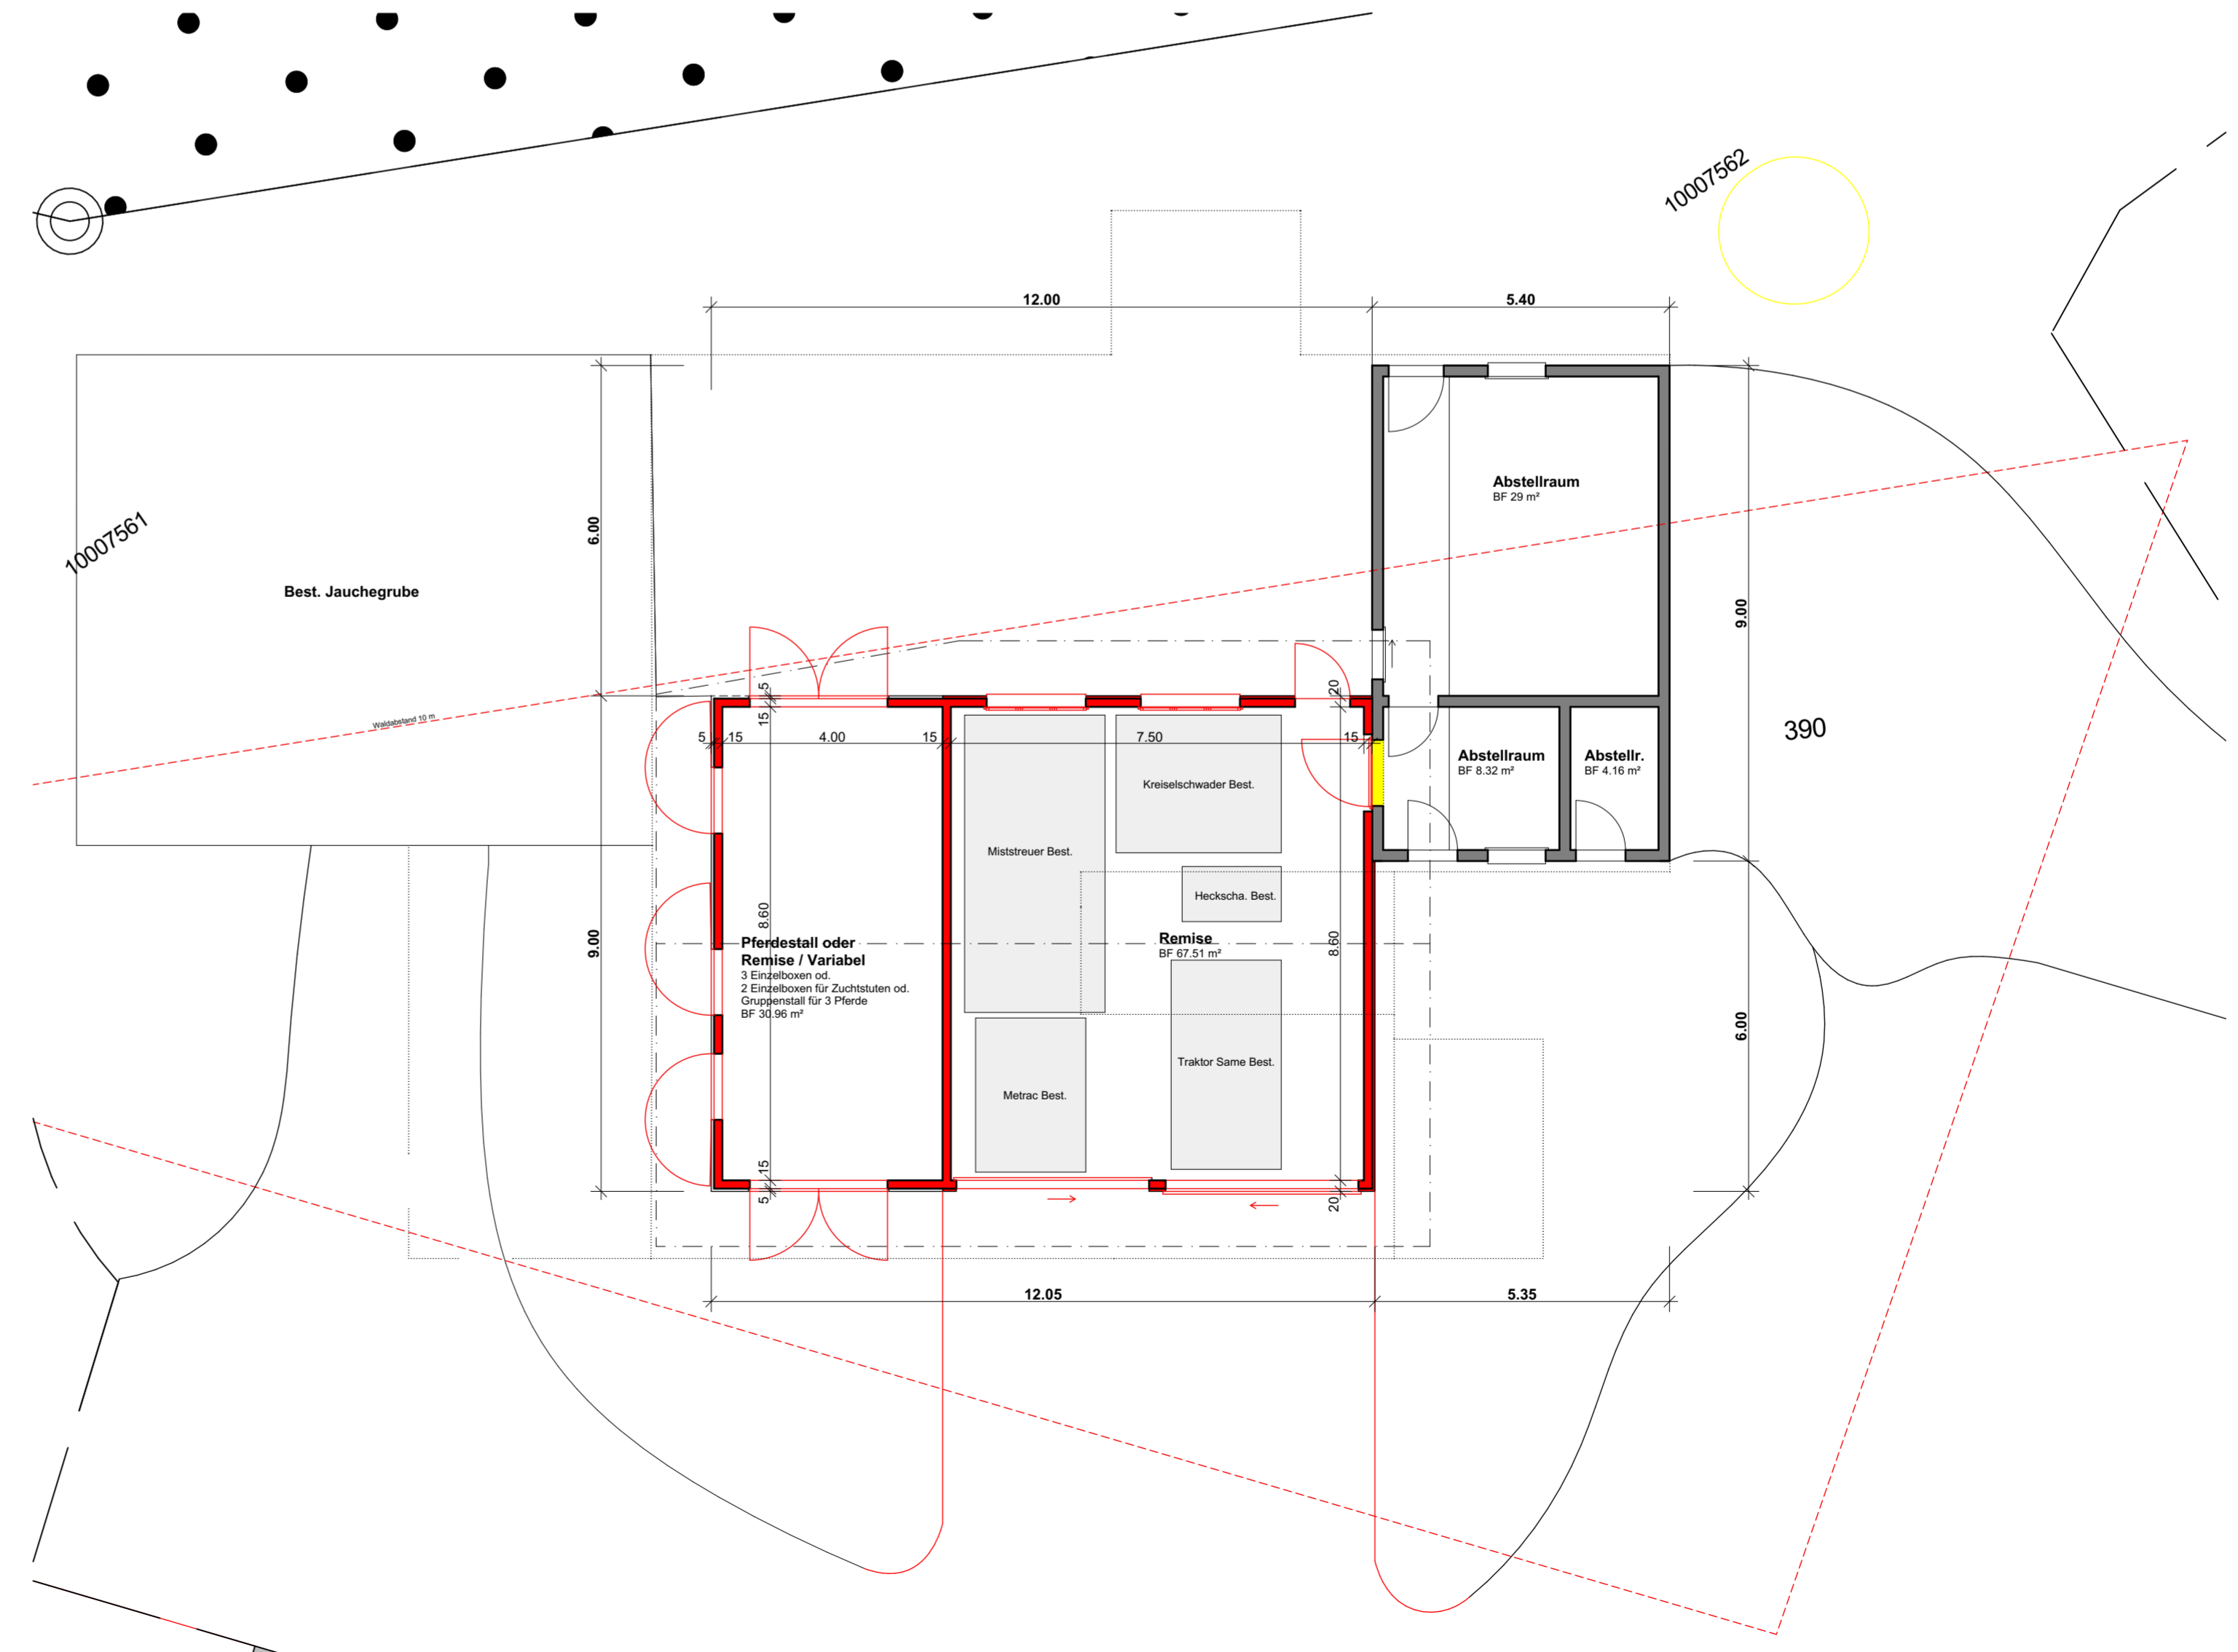 10007562
12.00
5.40
Abstellraum
BF 29 m²
6.00
9.00
10007561
Best. Jauchegrube
Waldabstand 10 m
5
15
20
5
15
4.00
15
7.50
15
390
Abstellraum
BF 8.32 m²
Abstellr.
BF 4.16 m²
Kreiselschwader Best.
Miststreuer Best.
Heckscha. Best.
8.60
9.00
Pferdestall oder
Remise / Variabel
3 Einzelboxen od.
2 Einzelboxen für Zuchtstuten od.
Gruppenstall für 3 Pferde
BF 30.96 m²
Remise
BF 67.51 m²
8.60
6.00
Traktor Same Best.
Metrac Best.
15
5
20
12.05
5.35